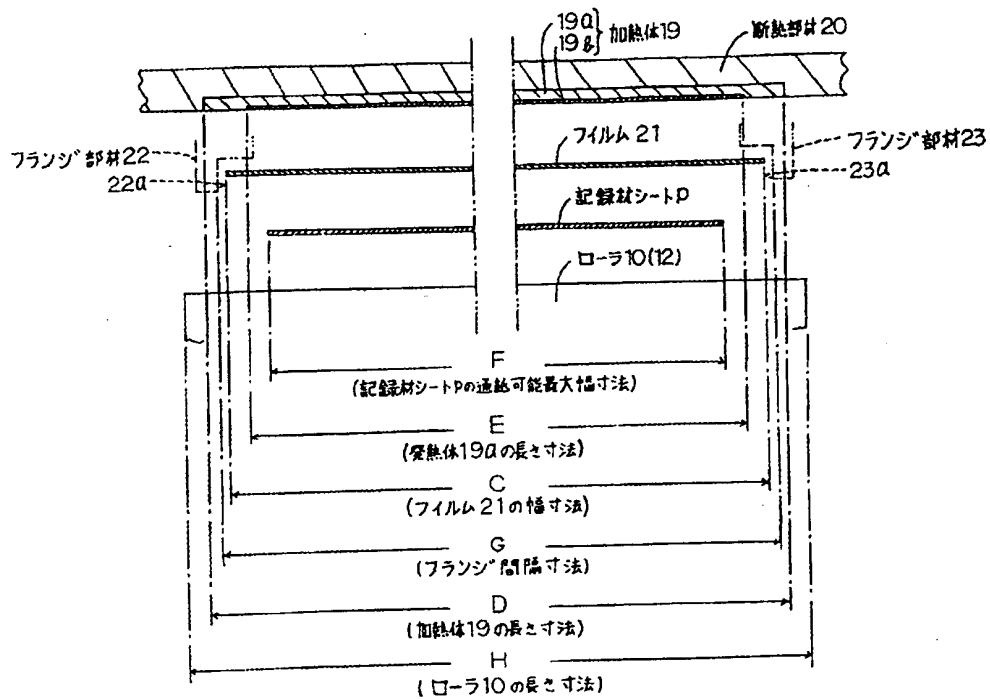 19a
19b } 加熱体19
断熱部材20
フランジ部材22
22a
フイルム21
フランジ部材23
23a
記録材シートP
ローラ10(12)
F
(記録材シートPの通紙可能最大幅寸法)
E
(発熱体19aの長さ寸法)
C
(フィルム21の幅寸法)
G
(フランジ間隔寸法)
D
(加熱体19の長さ寸法)
H
(ローラ10の長さ寸法)